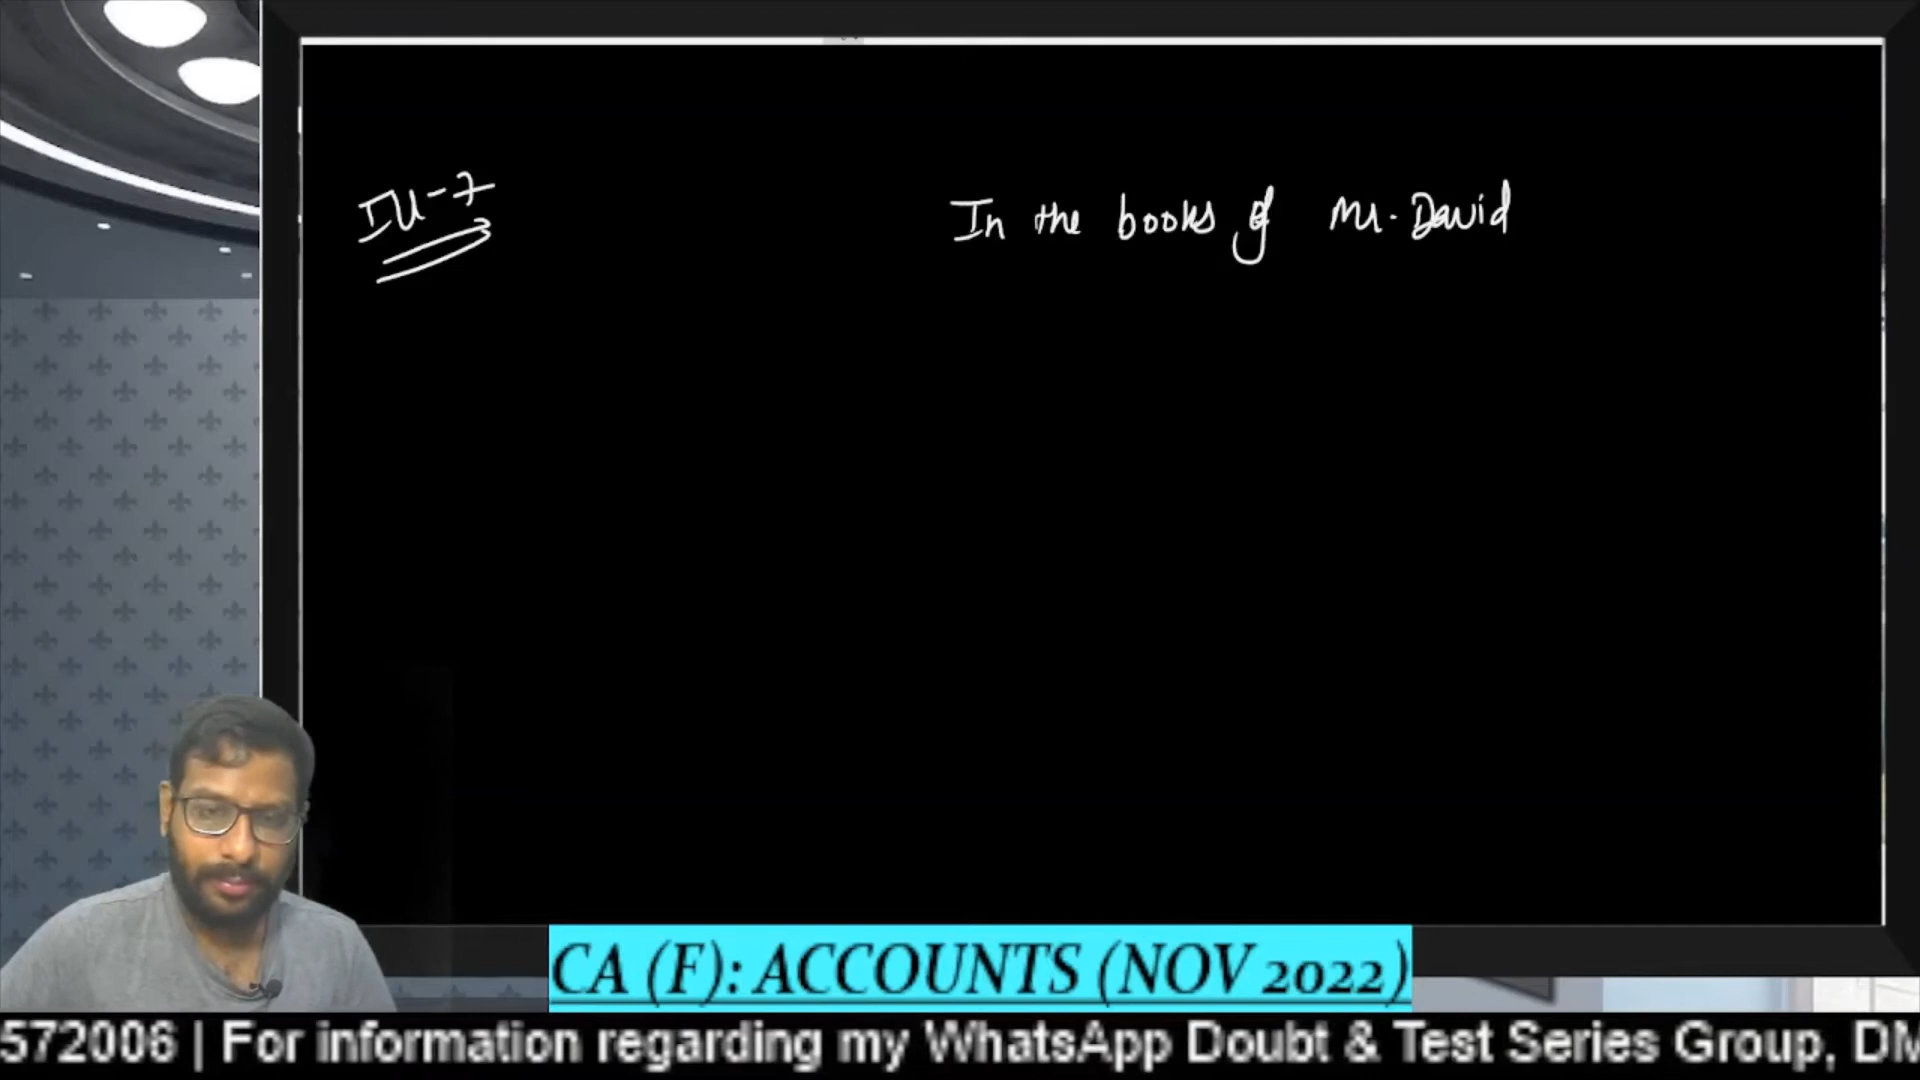 Ill-7
In the books of Mr. David
CA (F): ACCOUNTS (NOV 2022)
572006 | For information regarding my WhatsApp Doubt & Test Series Group, DM